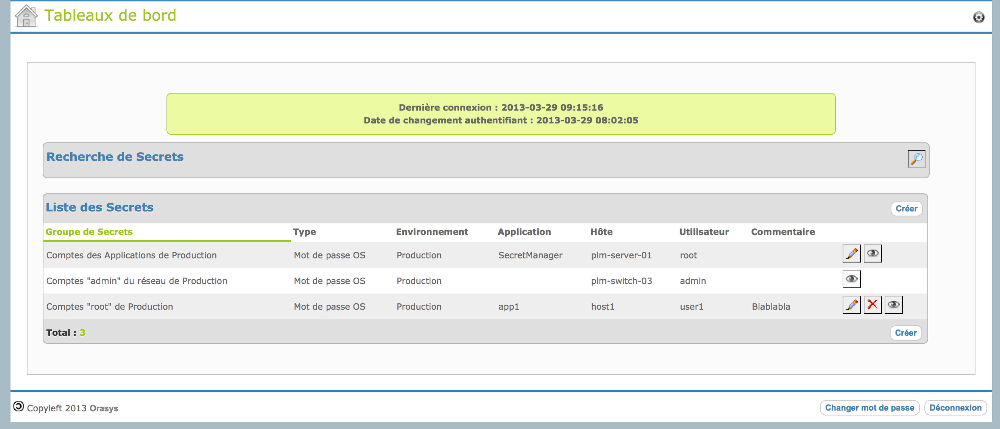 Tableaux de bord
Dernière connexion : 2013-03-29 09:15:16
Date de changement authentifiant : 2013-03-29 08:02:05
Recherche de Secrets
Liste des Secrets Créer
Groupe de Secrets Type Environnement Application Hôte Utilisateur Commentaire
Comptes des Applications de Production Mot de passe OS Production SecretManager plm-server-01 root
Comptes "admin" du réseau de Production Mot de passe OS Production plm-switch-03 admin
Comptes "root" de Production Mot de passe OS Production app1 host1 user1 Blablabla
Total : 3 Créer
Copyleft 2013 Orasys Changer mot de passe Déconnexion